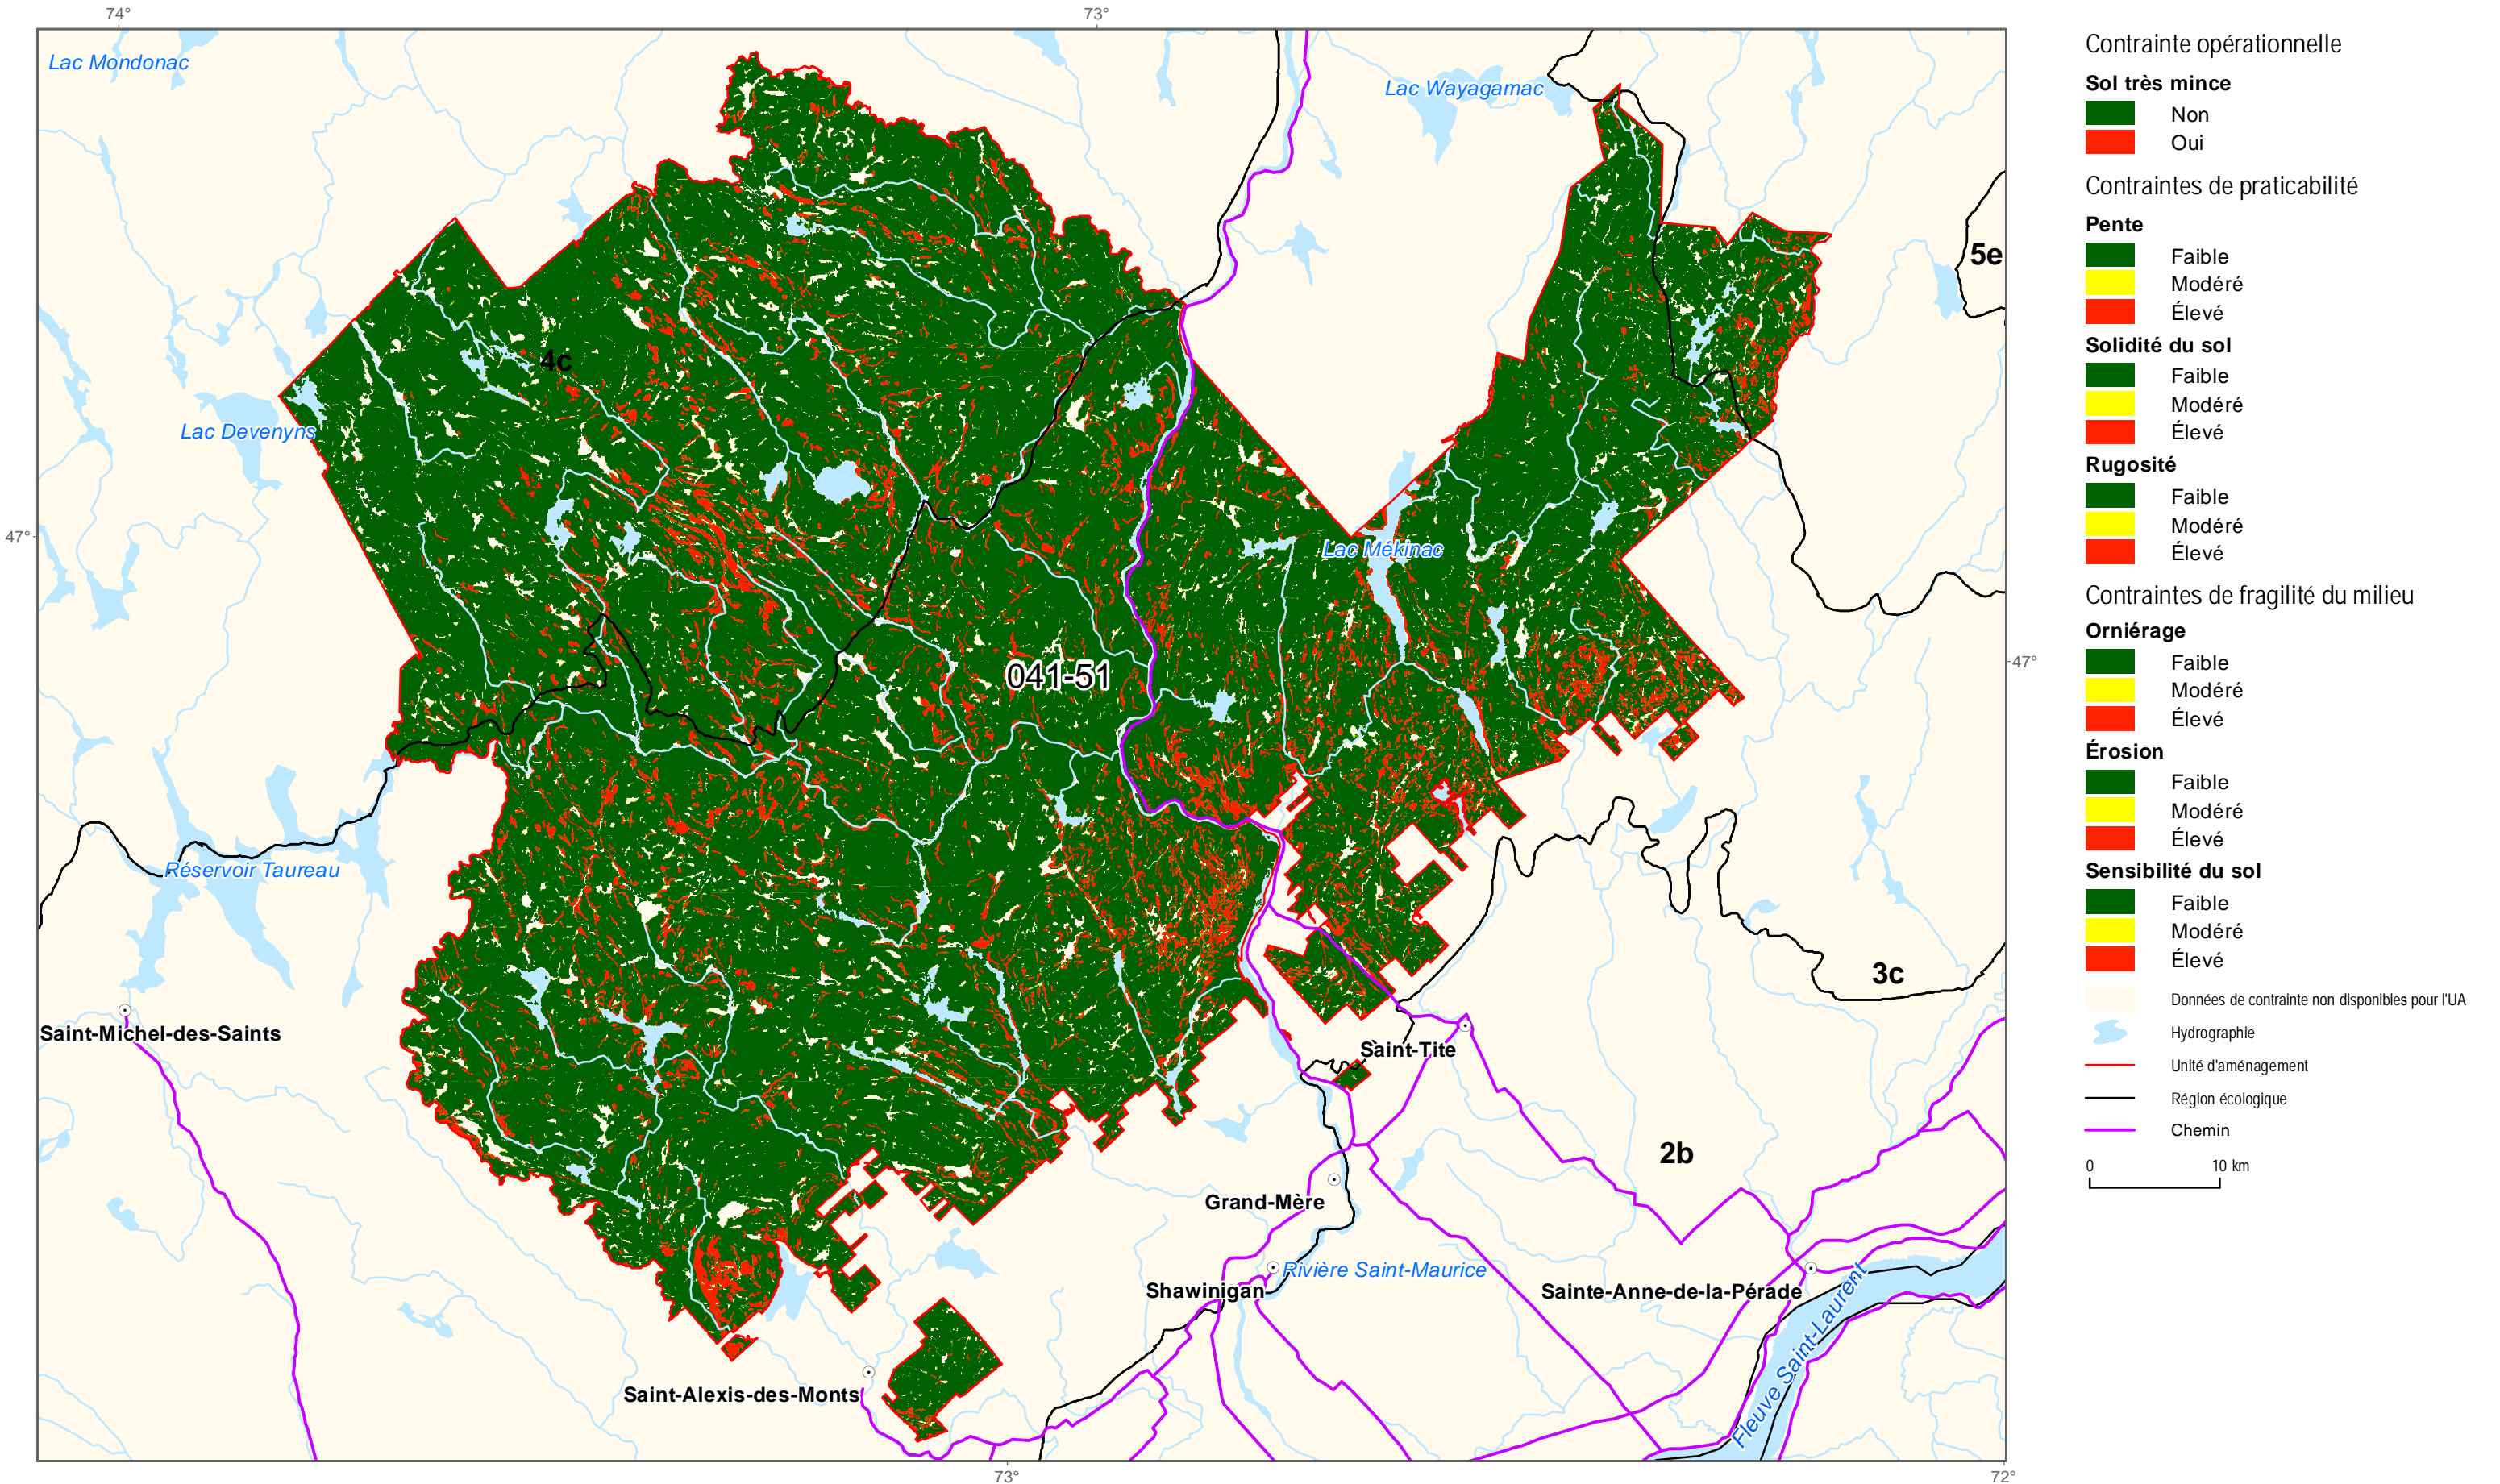 74°
73°
Lac Mondonac
Lac Wayagamac
5e
4c
Lac Devenyns
47°
Lac Mékinac
47°
041-51
Réservoir Taureau
3c
Saint-Michel-des-Saints
Saint-Tite
2b
Grand-Mère
Shawinigan
Rivière Saint-Maurice
Sainte-Anne-de-la-Pérade
Fleuve Saint-Laurent
Saint-Alexis-des-Monts
73°
72°
Contrainte opérationnelle
Sol très mince
Non
Oui
Contraintes de praticabilité
Pente
Faible
Modéré
Élevé
Solidité du sol
Faible
Modéré
Élevé
Rugosité
Faible
Modéré
Élevé
Contraintes de fragilité du milieu
Orniérage
Faible
Modéré
Élevé
Érosion
Faible
Modéré
Élevé
Sensibilité du sol
Faible
Modéré
Élevé
Données de contrainte non disponibles pour l'UA
Hydrographie
Unité d'aménagement
Région écologique
Chemin
0 10 km